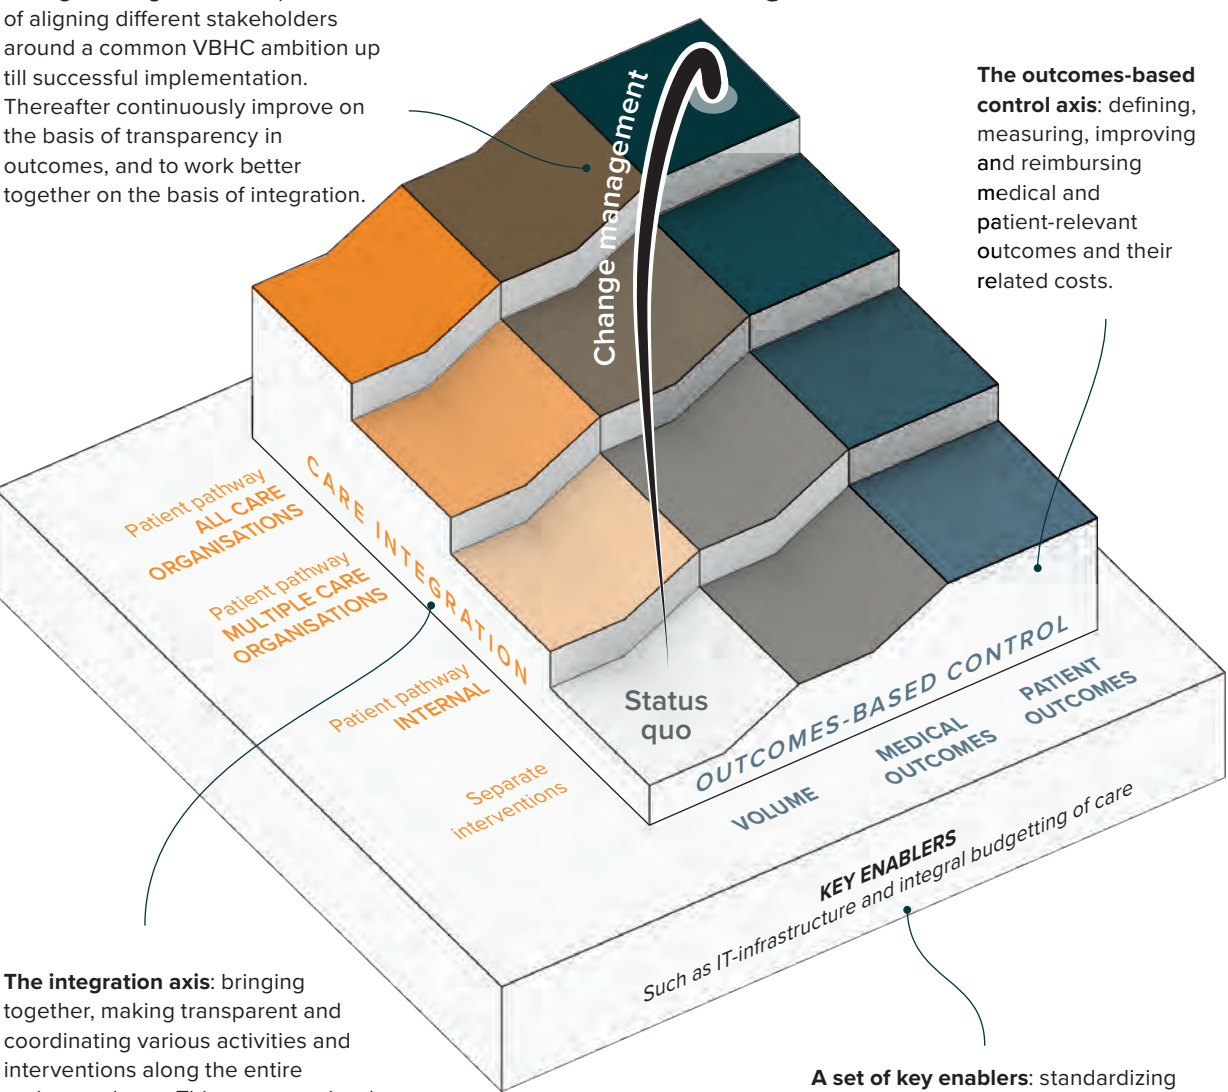 of aligning different stakeholders
around a common VBHC ambition up
till successful implementation.
Thereafter continuously improve on
the basis of transparency in
outcomes, and to work better
together on the basis of integration.
The outcomes-based
control axis: defining,
measuring, improving
and reimbursing
medical and
patient-relevant
outcomes and their
related costs.
Change management
CARE INTEGRATION
Patient pathway
ALL CARE
ORGANISATIONS
Patient pathway
MULTIPLE CARE
ORGANISATIONS
Patient pathway
INTERNAL
Separate
interventions
Status
quo
OUTCOMES-BASED CONTROL
VOLUME
MEDICAL
OUTCOMES
PATIENT
OUTCOMES
KEY ENABLERS
Such as IT-infrastructure and integral budgetting of care
The integration axis: bringing
together, making transparent and
coordinating various activities and
interventions along the entire
A set of key enablers: standardizing